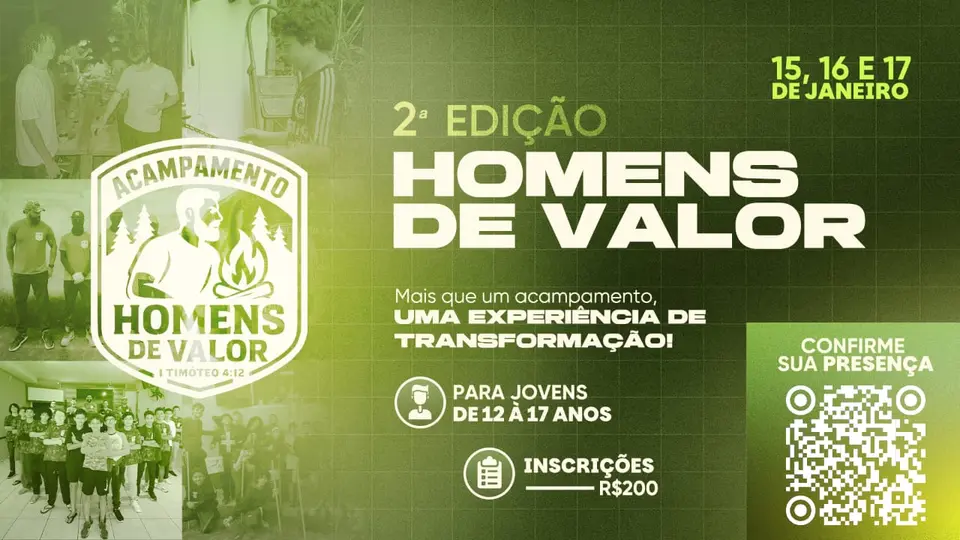 15, 16 E 17
DE JANEIRO
2ª EDIÇÃO
HOMENS
DE VALOR
ACAMPAMENTO
HOMENS
DE VALOR
1 TIMÓTEO 4:12
Mais que um acampamento,
UMA EXPERIÊNCIA DE
TRANSFORMAÇÃO!
PARA JOVENS
DE 12 À 17 ANOS
INSCRIÇÕES
R$200
CONFIRME
SUA PRESENÇA